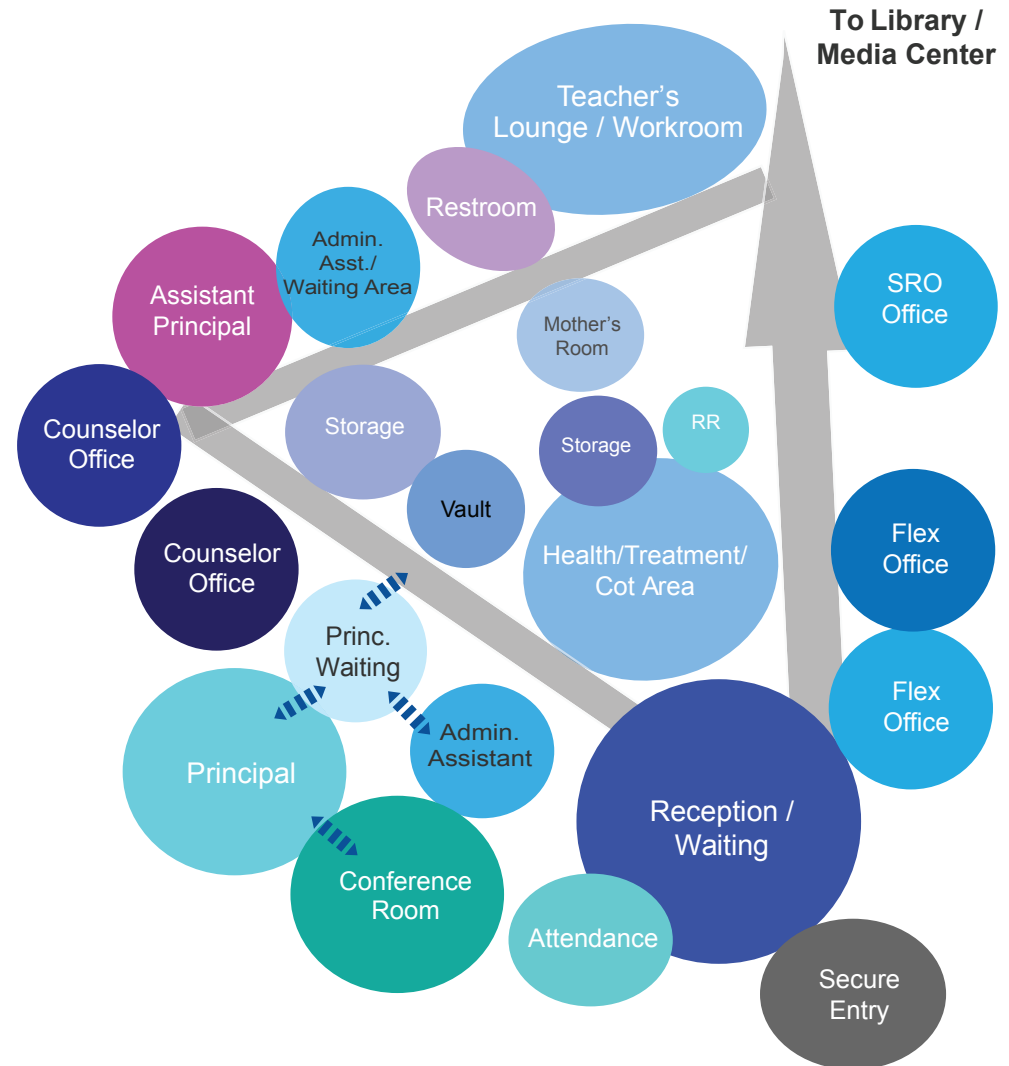 To Library /
Media Center
Teacher's
Lounge / Workroom
Restroom
Admin.
Asst./
Waiting Area
Assistant
Principal
SRO
Office
Mother's
Room
Counselor
Office
Storage
Storage
RR
Vault
Counselor
Office
Health/Treatment/
Cot Area
Flex
Office
Princ.
Waiting
Flex
Office
Admin.
Assistant
Principal
Reception /
Waiting
Conference
Room
Attendance
Secure
Entry